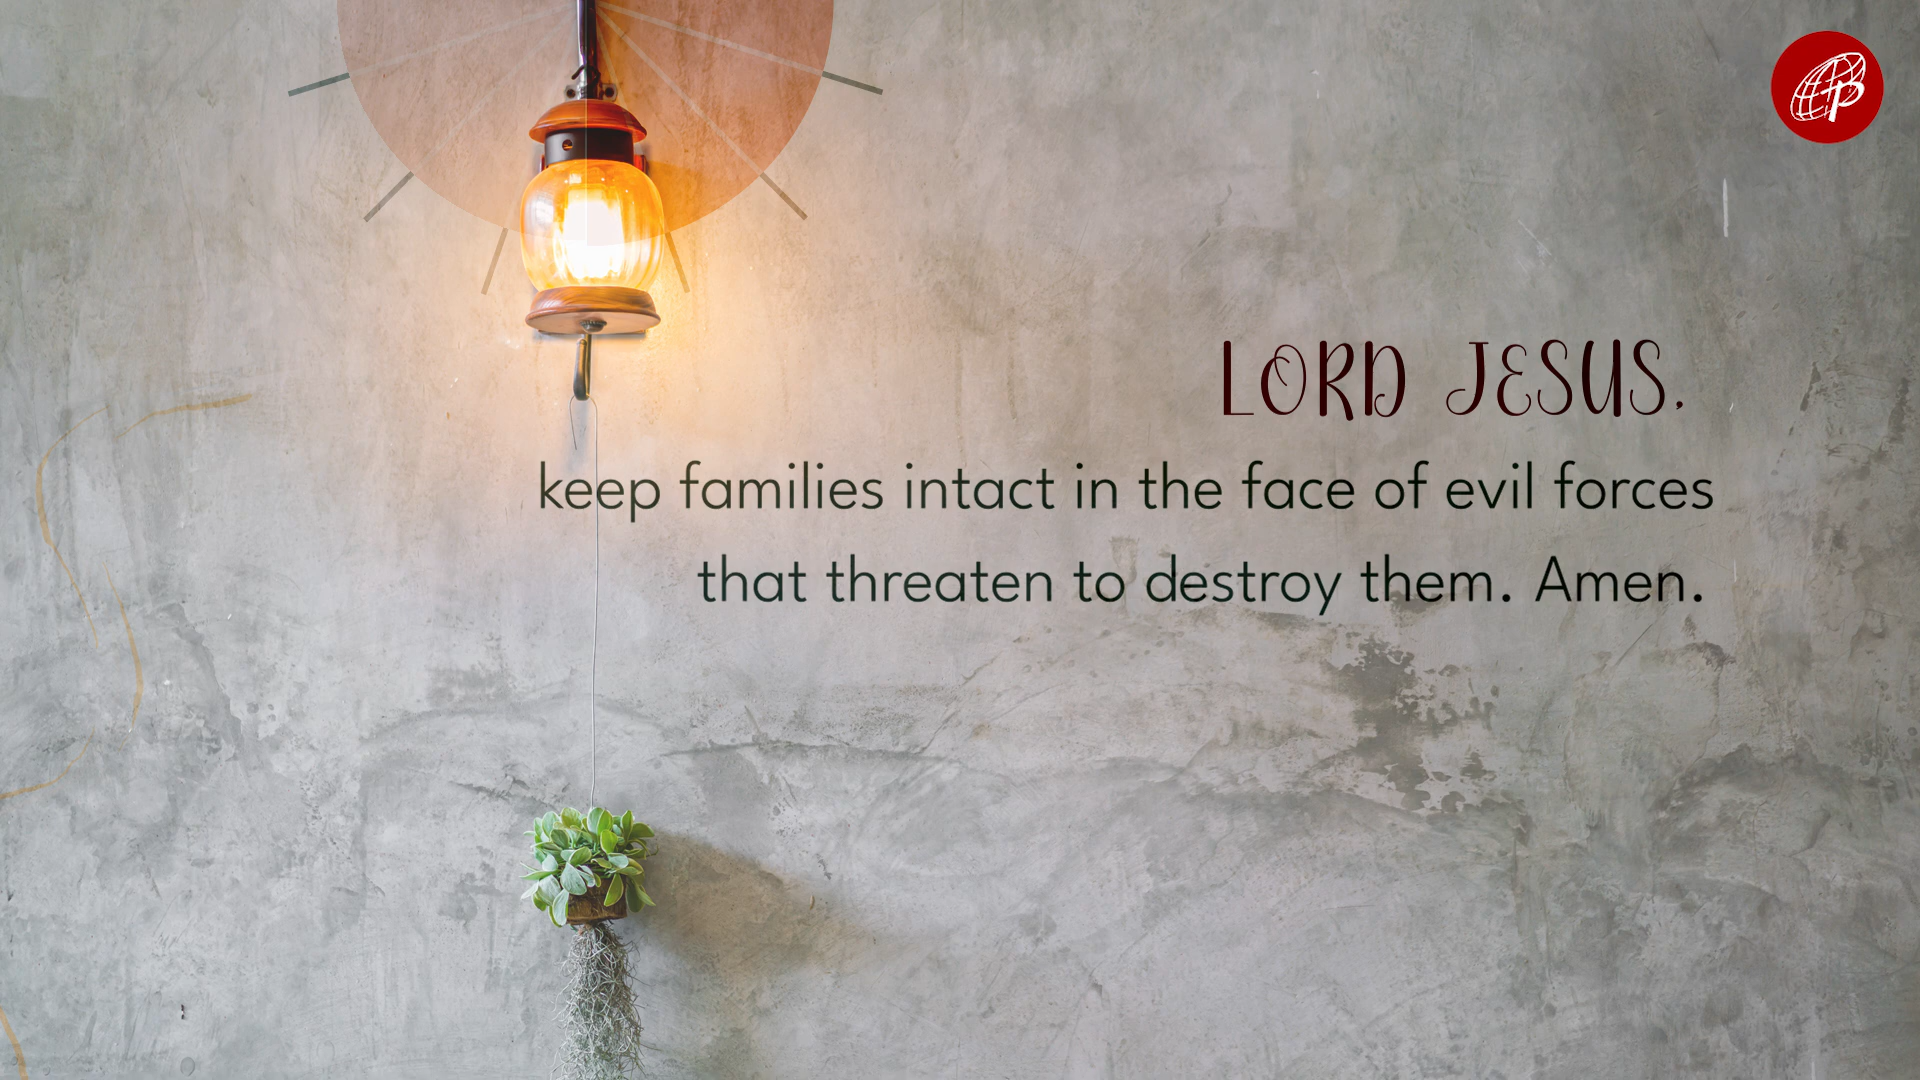 LORD JESUS,
keep families intact in the face of evil forces
that threaten to destroy them. Amen.